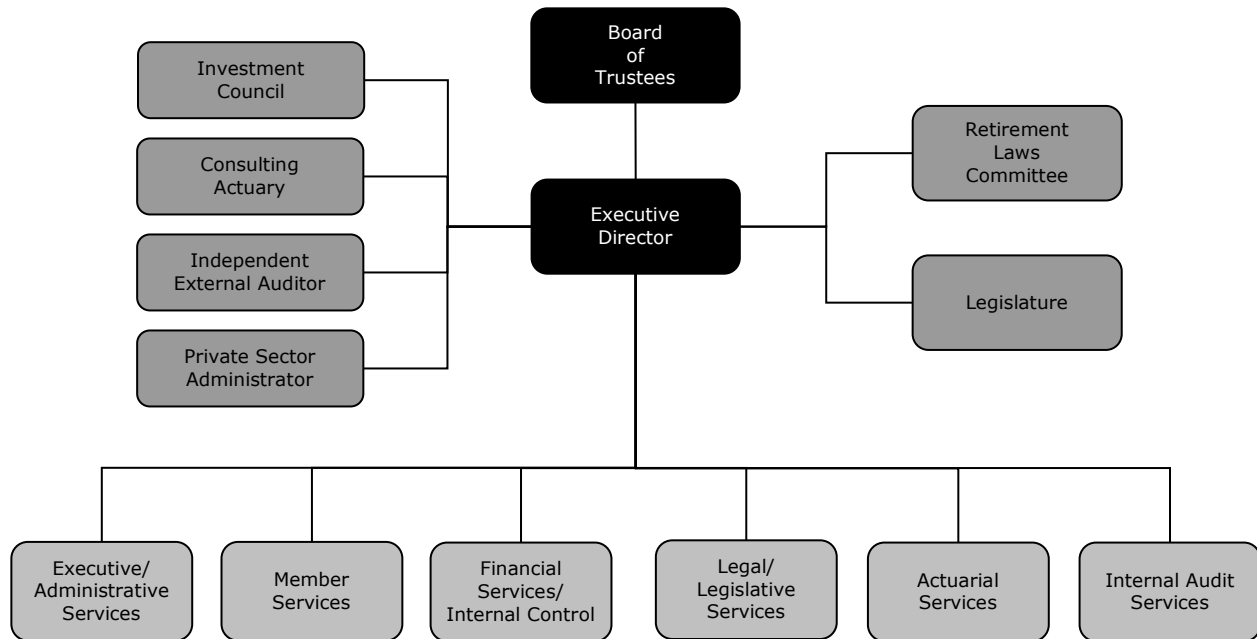 Board
of
Trustees
Investment
Council
Consulting
Actuary
Independent
External Auditor
Private Sector
Administrator
Executive
Director
Retirement
Laws
Committee
Legislature
Executive/
Administrative
Services
Member
Services
Financial
Services/
Internal Control
Legal/
Legislative
Services
Actuarial
Services
Internal Audit
Services